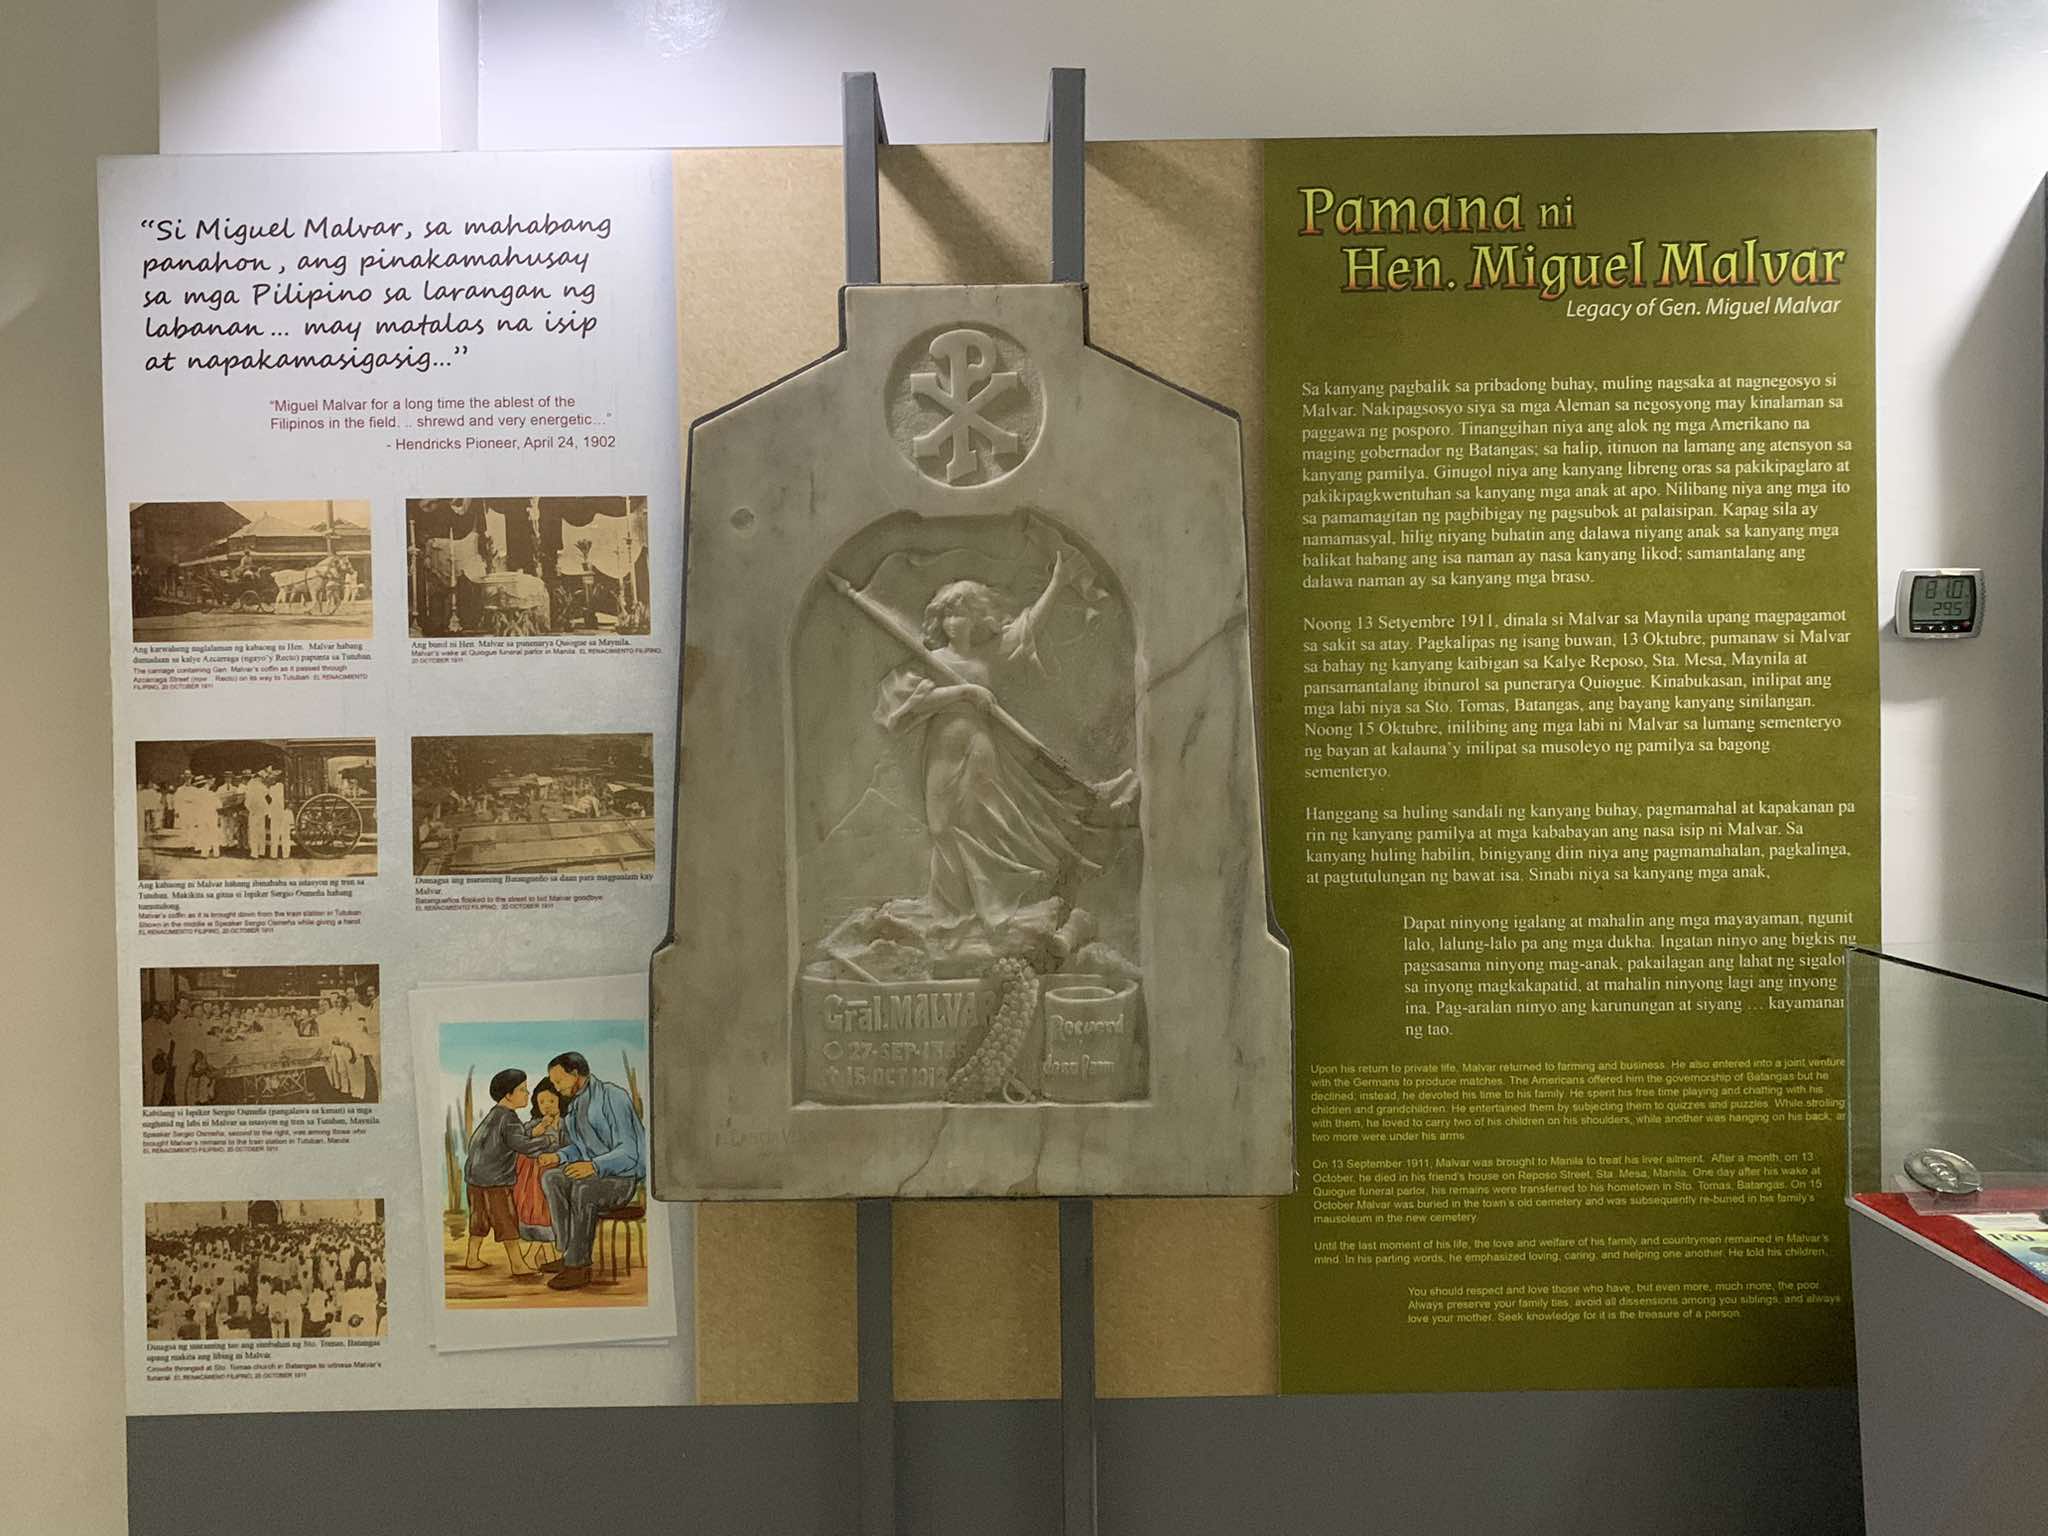 “Si Miguel Malvar, sa mahabang
panahon, ang pinakamahusay
sa mga Pilipino sa larangan ng
labanan ... may matalas na isip
at napakamasigasig...”
“Miguel Malvar for a long time the ablest of the
Filipinos in the field. .. shrewd and very energetic…”
- Hendricks Pioneer, April 24, 1902
Ang karwaheng naglalaman ng kabaong ni Hen. Malvar habang
dumadaan sa kalye Azcarraga (ngayo’y Recto) papunta sa Tutuban.
The carriage containing Gen. Malvar’s coffin as it passed through
Azcarraga Street (now .. Recto) on its way to Tutuban. EL RENACIMIENTO
FILIPINO, 20 OCTOBER 1911
Ang burol ni Hen. Malvar sa punerarya Quiogue sa Maynila.
Malvar’s wake at Quiogue funeral parlor in Manila. EL RENACIMIENTO FILIPINO,
20 OCTOBER 1911
Ang kabaong ni Malvar habang ibinababa sa istasyon ng tren sa
Tutuban. Makikita sa gitna si Ispiker Sergio Osmeña habang
tumutulong.
Malvar’s coffin as it is brought down from the train station in Tutuban
Shown in the middle is Speaker Sergio Osmeña while giving a hand.
EL RENACIMIENTO FILIPINO, 20 OCTOBER 1911
Dumagsa ang maraming Batangueño sa daan para magpaalam kay
Malvar.
Batangueños flocked to the street to bid Malvar goodbye.
EL RENACIMIENTO FILIPINO, 20 OCTOBER 1911
Kabilang si Ispiker Sergio Osmeña (pangalawa sa kanan) sa mga
naghatid ng labi ni Malvar sa istasyon ng tren sa Tutuban, Maynila.
Speaker Sergio Osmeña, second to the right, was among those who
brought Malvar’s remains to the train station in Tutuban, Manila.
EL RENACIMIENTO FILIPINO, 20 OCTOBER 1911
Dinagsa ng maraming tao ang simbahan ng Sto. Tomas, Batangas
upang makita ang libing ni Malvar.
Crowds thronged at Sto. Tomas church in Batangas to witness Malvar’s
funeral. EL RENACIMIENTO FILIPINO, 20 OCTOBER 1911
Gral. MALVAR
27-SEP-18
15-OCT 1912
Pamana ni
Hen. Miguel Malvar
Legacy of Gen. Miguel Malvar
Sa kanyang pagbalik sa pribadong buhay, muling nagsaka at nagnegosyo si
Malvar. Nakipagsosyo siya sa mga Aleman sa negosyong may kinalaman sa
paggawa ng posporo. Tinanggihan niya ang alok ng mga Amerikano na
maging gobernador ng Batangas; sa halip, itinuon na lamang ang atensyon sa
kanyang pamilya. Ginugol niya ang kanyang libreng oras sa pakikipaglaro at
pakikipagkwentuhan sa kanyang mga anak at apo. Nilibang niya ang mga ito
sa pamamagitan ng pagbibigay ng pagsubok at palaisipan. Kapag sila ay
namamasyal, hilig niyang buhatin ang dalawa niyang anak sa kanyang mga
balikat habang ang isa naman ay nasa kanyang likod; samantalang ang
dalawa naman ay sa kanyang mga braso.
Noong 13 Setyembre 1911, dinala si Malvar sa Maynila upang magpagamot
sa sakit sa atay. Pagkalipas ng isang buwan, 13 Oktubre, pumanaw si Malvar
sa bahay ng kanyang kaibigan sa Kalye Reposo, Sta. Mesa, Maynila at
pansamantalang ibinurol sa punerarya Quiogue. Kinabukasan, inilipat ang
mga labi niya sa Sto. Tomas, Batangas, ang bayang kanyang sinilangan.
Noong 15 Oktubre, inilibing ang mga labi ni Malvar sa lumang sementeryo
ng bayan at kalauna’y inilipat sa musoleyo ng pamilya sa bagong
sementeryo.
Hanggang sa huling sandali ng kanyang buhay, pagmamahal at kapakanan pa
rin ng kanyang pamilya at mga kababayan ang nasa isip ni Malvar. Sa
kanyang huling habilin, binigyang diin niya ang pagmamahalan, pagkalinga,
at pagtutulungan ng bawat isa. Sinabi niya sa kanyang mga anak,
Dapat ninyong igalang at mahalin ang mga mayayaman, ngunit
lalo, lalung-lalo pa ang mga dukha. Ingatan ninyo ang bigkis ng
pagsasama ninyong mag-anak, pakailagan ang lahat ng sigalot
sa inyong magkakapatid, at mahalin ninyong lagi ang inyong
ina. Pag-aralan ninyo ang karunungan at siyang … kayamanan
ng tao.
Upon his return to private life, Malvar returned to farming and business. He also entered into a joint venture
with the Germans to produce matches. The Americans offered him the governorship of Batangas but he
declined; instead, he devoted his time to his family. He spent his free time playing and chatting with his
children and grandchildren. He entertained them by subjecting them to quizzes and puzzles. While strolling
with them, he loved to carry two of his children on his shoulders, while another was hanging on his back, an
two more were under his arms.
On 13 September 1911, Malvar was brought to Manila to treat his liver ailment. After a month, on 13
October, he died in his friend’s house on Reposo Street, Sta. Mesa, Manila. One day after his wake at
Quiogue funeral parlor, his remains were transferred to his hometown in Sto. Tomas, Batangas. On 15
October Malvar was buried in the town’s old cemetery and was subsequently re-buried in his family’s
mausoleum in the new cemetery.
Until the last moment of his life, the love and welfare of his family and countrymen remained in Malvar’s
mind. In his parting words, he emphasized loving, caring, and helping one another. He told his children,
You should respect and love those who have, but even more, much more, the poor.
Always preserve your family ties, avoid all dissensions among you siblings, and always
love your mother. Seek knowledge for it is the treasure of a person.
81.0
29.5
150